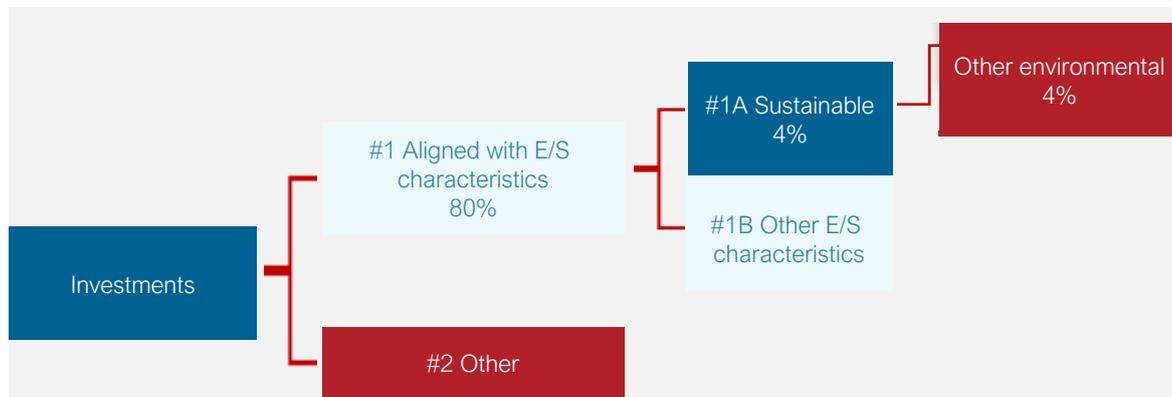 Investments
#1 Aligned with E/S
characteristics
80%
#2 Other
#1A Sustainable
4%
#1B Other E/S
characteristics
Other environmental
4%